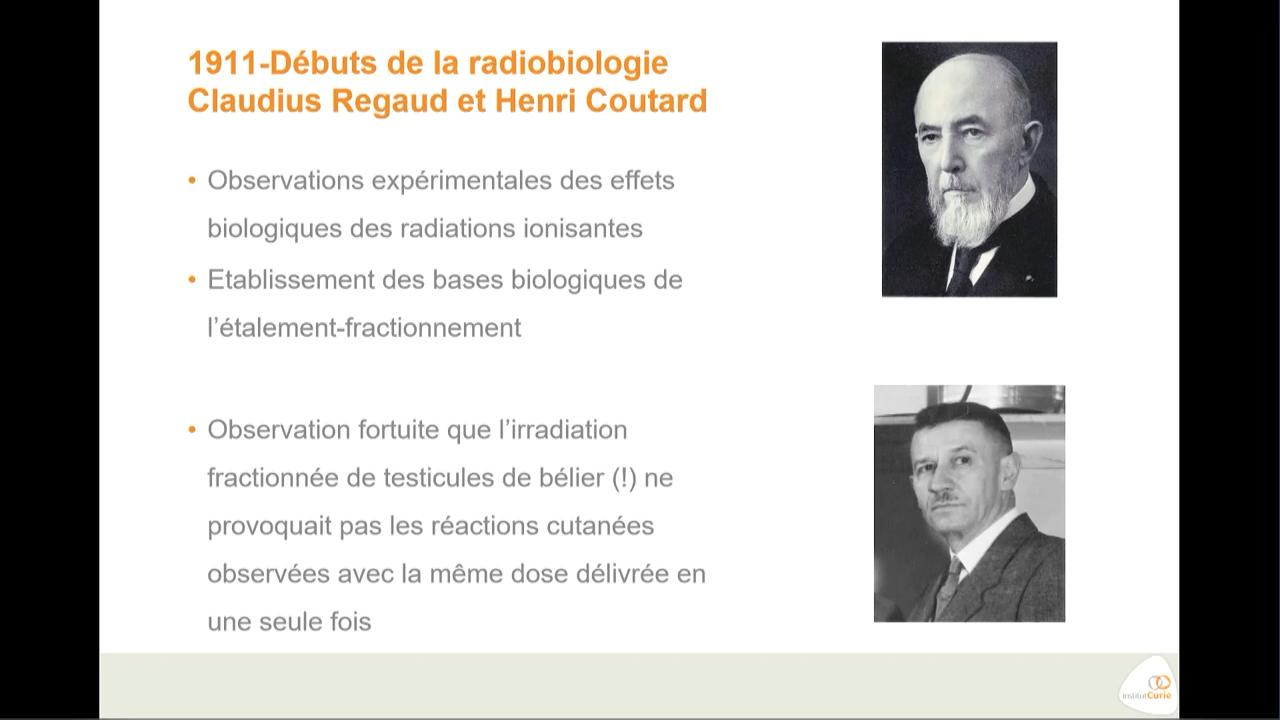 1911-Débuts de la radiobiologie
Claudius Regaud et Henri Coutard
• Observations expérimentales des effets
biologiques des radiations ionisantes
• Etablissement des bases biologiques de
l’étalement-fractionnement
• Observation fortuite que l’irradiation
fractionnée de testicules de bélier (!) ne
provoquait pas les réactions cutanées
observées avec la même dose délivrée en
une seule fois
institutCurie